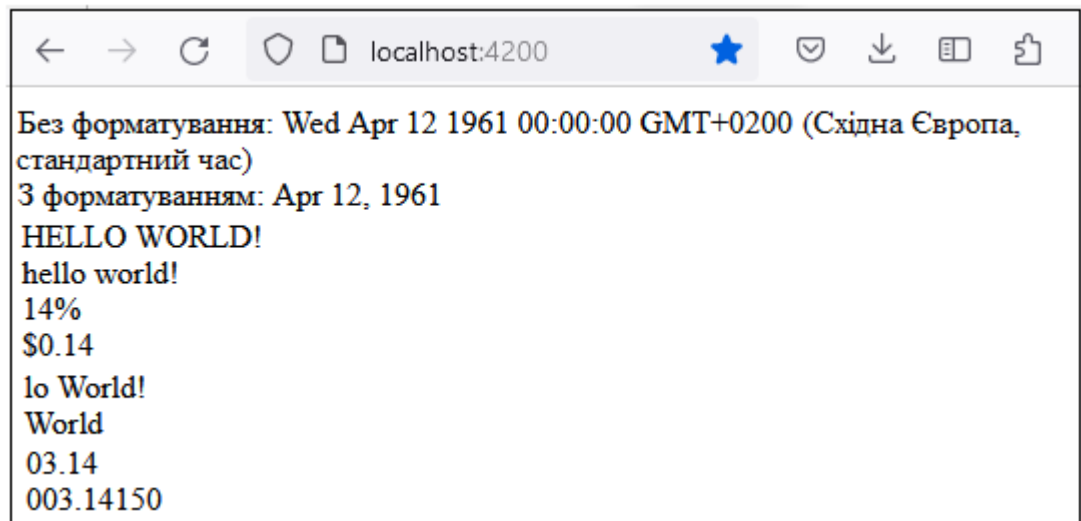 localhost:4200
Без форматування: Wed Apr 12 1961 00:00:00 GMT+0200 (Східна Європа,
стандартний час)
З форматуванням: Apr 12, 1961
HELLO WORLD!
hello world!
14%
$0.14
lo World!
World
03.14
003.14150